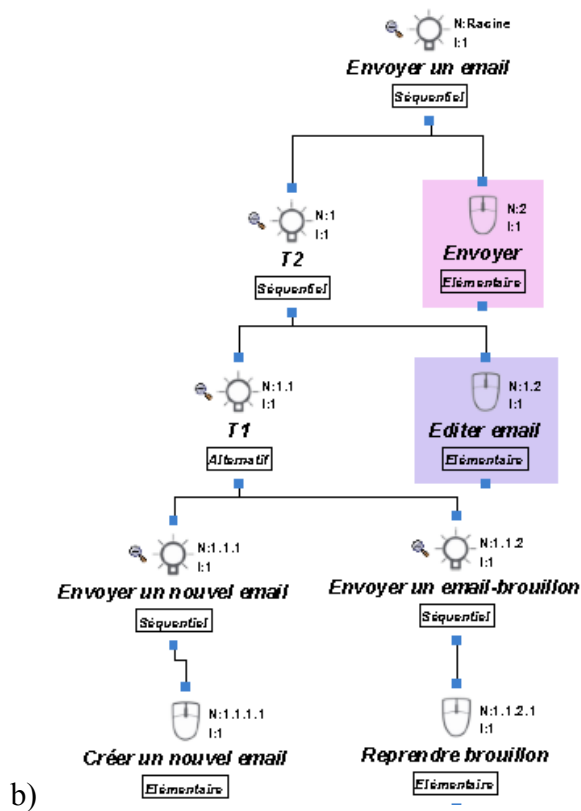 N:Racine
I:1
Envoyer un email
Séquentiel
N:1
I:1
T2
Séquentiel
N:2
I:1
Envoyer
Elémentaire
N:1.1
I:1
T1
Alternatif
N:1.2
I:1
Editer email
Elémentaire
N:1.1.1
I:1
Envoyer un nouvel email
Séquentiel
N:1.1.2
I:1
Envoyer un email-brouillon
Séquentiel
N:1.1.1.1
I:1
Créer un nouvel email
Elémentaire
N:1.1.2.1
I:1
Reprendre brouillon
Elémentaire
b)